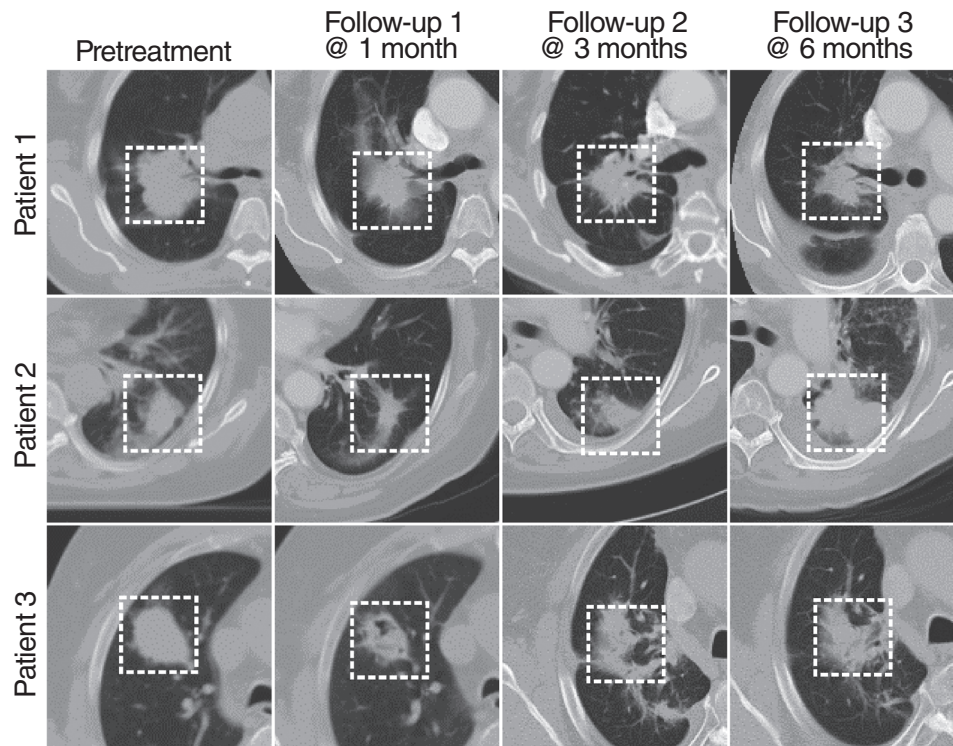 Pretreatment
Follow-up 1
@ 1 month
Follow-up 2
@ 3 months
Follow-up 3
@ 6 months
Patient 1
Patient 2
Patient 3